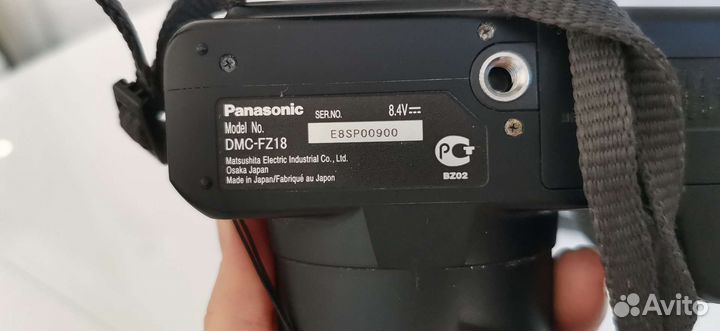 Panasonic
SER.NO. 8.4V
Model No. E8SP00900
DMC-FZ18
Matsushita Electric Industrial Co., Ltd.
Osaka Japan
Made in Japan/Fabriqué au Japon
BZ02
Avito